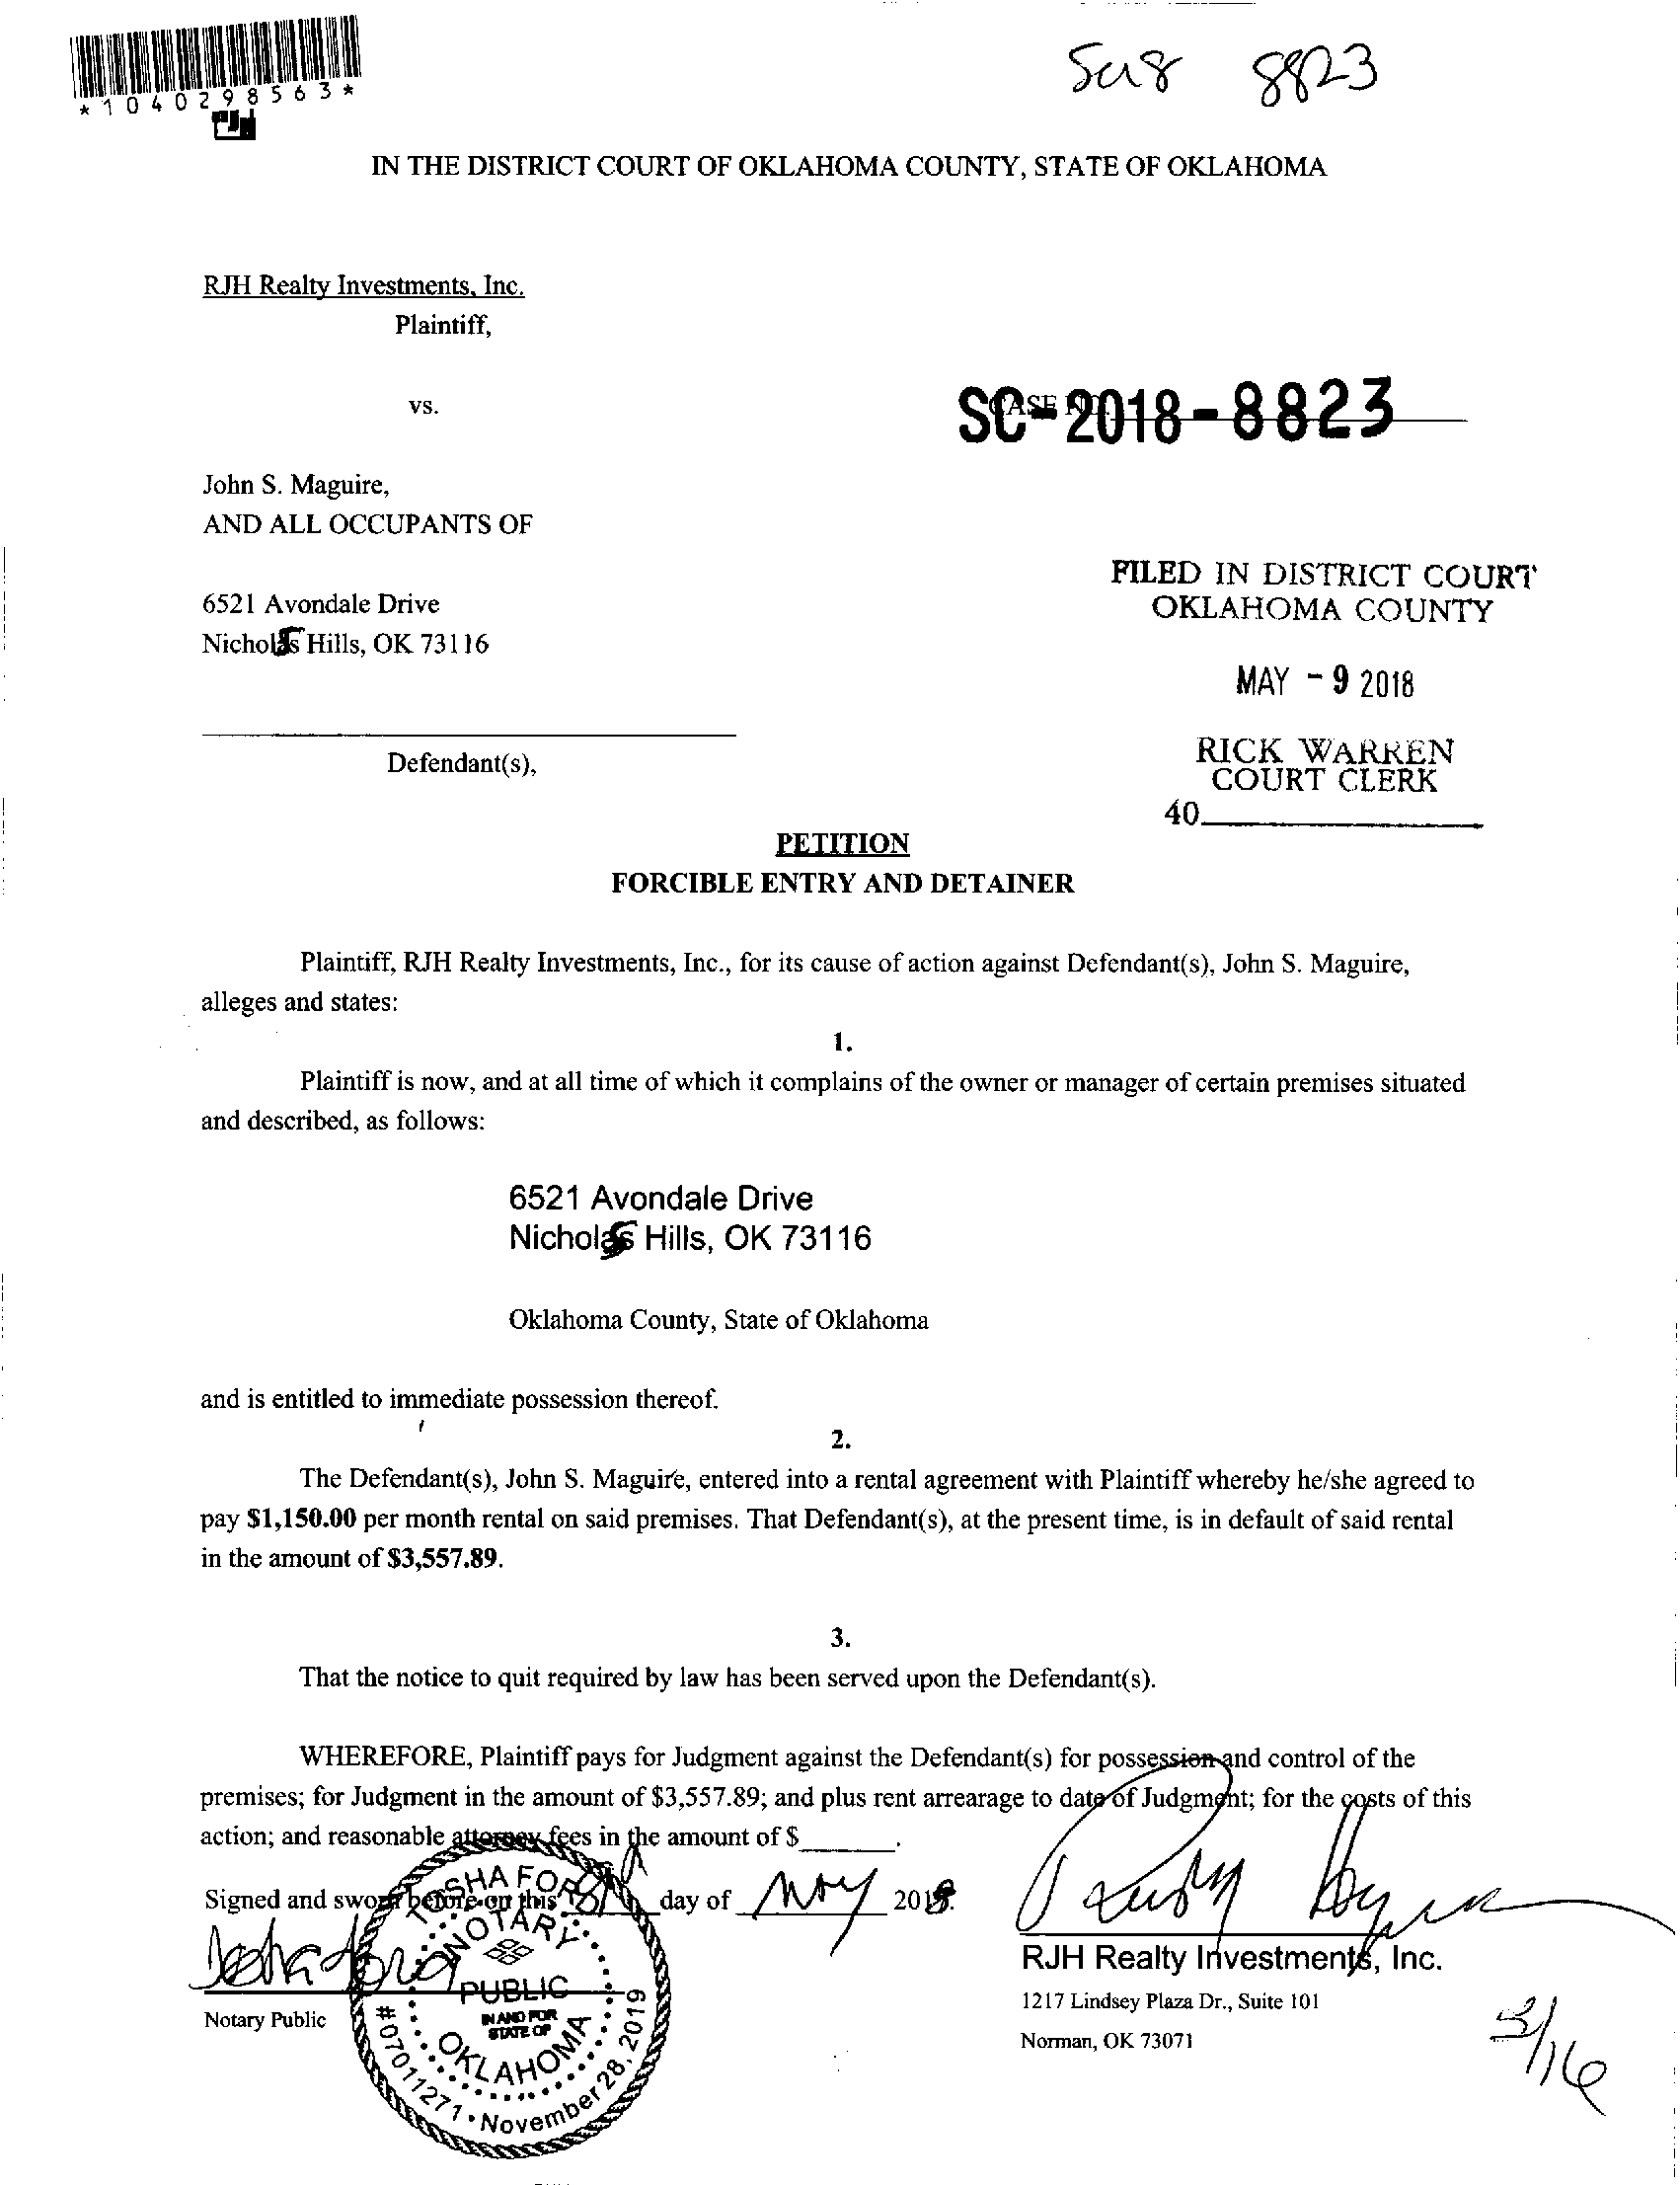 *1040298563*
8823
IN THE DISTRICT COURT OF OKLAHOMA COUNTY, STATE OF OKLAHOMA
RJH Realty Investments, Inc.
Plaintiff,
vs.
CASE NO.
SC-2018-8823
John S. Maguire,
AND ALL OCCUPANTS OF
6521 Avondale Drive
Nichols Hills, OK 73116
FILED IN DISTRICT COURT
OKLAHOMA COUNTY
MAY - 9 2018
RICK WARREN
COURT CLERK
40
Defendant(s),
PETITION
FORCIBLE ENTRY AND DETAINER
Plaintiff, RJH Realty Investments, Inc., for its cause of action against Defendant(s), John S. Maguire,
alleges and states:
1.
Plaintiff is now, and at all time of which it complains of the owner or manager of certain premises situated
and described, as follows:
6521 Avondale Drive
Nichols Hills, OK 73116
Oklahoma County, State of Oklahoma
and is entitled to immediate possession thereof.
2.
The Defendant(s), John S. Maguire, entered into a rental agreement with Plaintiff whereby he/she agreed to
pay $1,150.00 per month rental on said premises. That Defendant(s), at the present time, is in default of said rental
in the amount of $3,557.89.
3.
That the notice to quit required by law has been served upon the Defendant(s).
WHEREFORE, Plaintiff pays for Judgment against the Defendant(s) for possession and control of the
premises; for Judgment in the amount of $3,557.89; and plus rent arrearage to date of Judgment; for the costs of this
action; and reasonable attorney fees in the amount of $______.
Signed and sworn before on this day of May 2018.
Notary Public
TOSHA FORD
NOTARY
PUBLIC
IN AND FOR
STATE OF
OKLAHOMA
#07011271 • November 28, 2019
RJH Realty Investments, Inc.
1217 Lindsey Plaza Dr., Suite 101
Norman, OK 73071